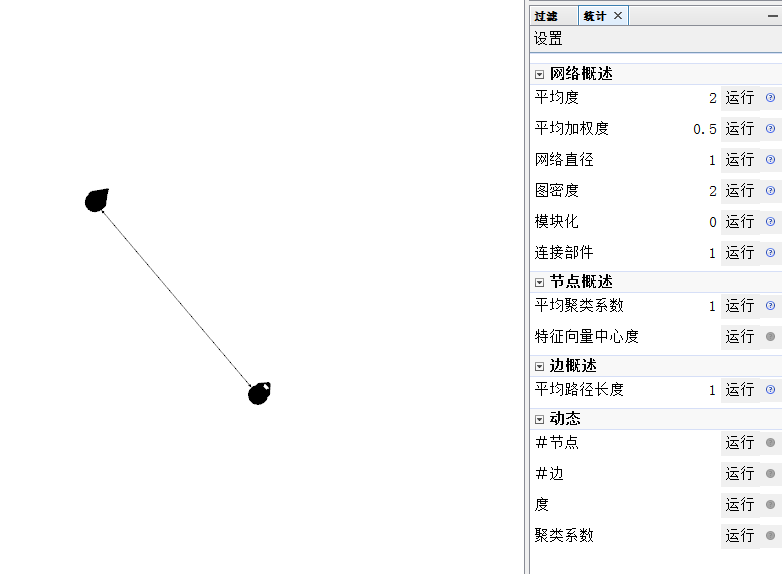 过滤 统计
设置
网络概述
平均度 2 运行
平均加权度 0.5 运行
网络直径 1 运行
图密度 2 运行
模块化 0 运行
连接部件 1 运行
节点概述
平均聚类系数 1 运行
特征向量中心度 运行
边概述
平均路径长度 1 运行
动态
#节点 运行
#边 运行
度 运行
聚类系数 运行